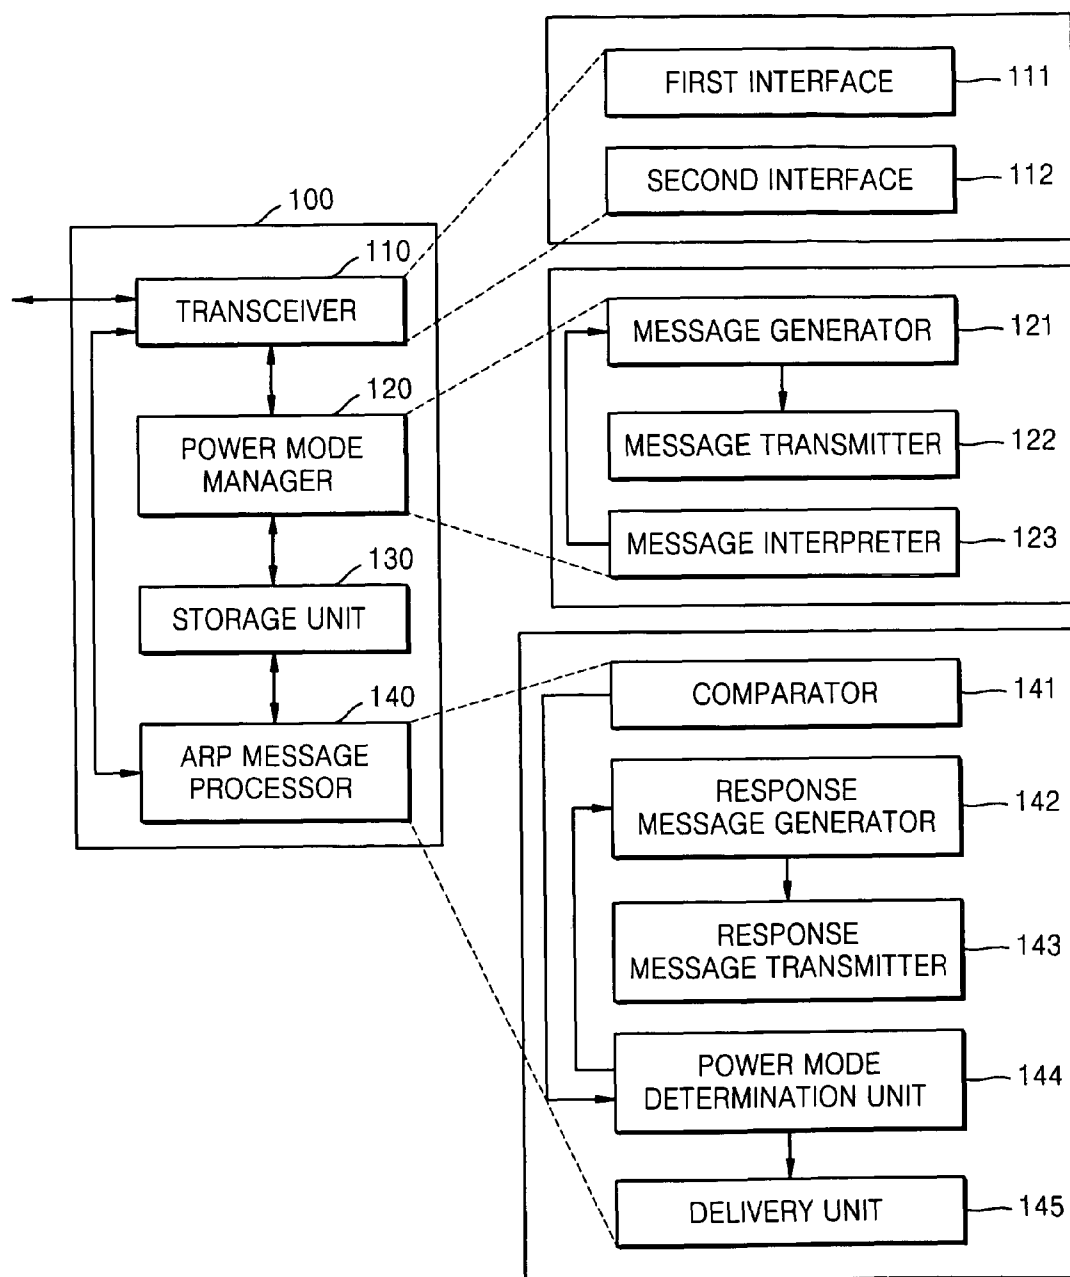 100
110
TRANSCEIVER
120
POWER MODE
MANAGER
130
STORAGE UNIT
140
ARP MESSAGE
PROCESSOR
FIRST INTERFACE
111
SECOND INTERFACE
112
MESSAGE GENERATOR
121
MESSAGE TRANSMITTER
122
MESSAGE INTERPRETER
123
COMPARATOR
141
RESPONSE
MESSAGE GENERATOR
142
RESPONSE
MESSAGE TRANSMITTER
143
POWER MODE
DETERMINATION UNIT
144
DELIVERY UNIT
145